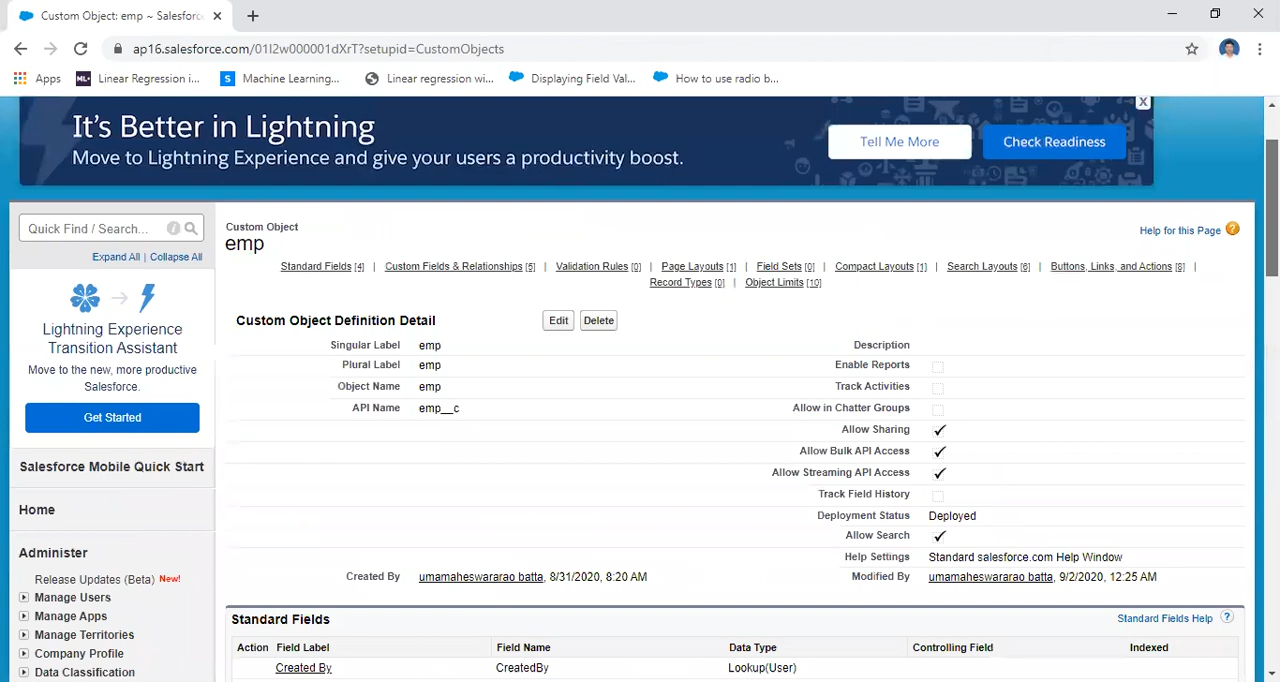 Custom Object: emp ~ Salesforc
ap16.salesforce.com/01I2w000001dXrT?setupid=CustomObjects
Apps
ML+
Linear Regression i...
S
Machine Learning...
Linear regression wi...
Displaying Field Val...
How to use radio b...
It's Better in Lightning
Move to Lightning Experience and give your users a productivity boost.
Tell Me More
Check Readiness
X
Quick Find / Search...
Expand All | Collapse All
Lightning Experience
Transition Assistant
Move to the new, more productive
Salesforce.
Get Started
Salesforce Mobile Quick Start
Home
Administer
Release Updates (Beta) New!
Manage Users
Manage Apps
Manage Territories
Company Profile
Data Classification
Custom Object
emp
Help for this Page
Standard Fields [4] | Custom Fields & Relationships [5] | Validation Rules [0] | Page Layouts [1] | Field Sets [0] | Compact Layouts [1] | Search Layouts [6] | Buttons, Links, and Actions [8] |
Record Types [0] | Object Limits [10]
Custom Object Definition Detail
Edit
Delete
Singular Label emp
Description
Plural Label emp
Enable Reports
Object Name emp
Track Activities
API Name emp__c
Allow in Chatter Groups
Allow Sharing
Allow Bulk API Access
Allow Streaming API Access
Track Field History
Deployment Status Deployed
Allow Search
Help Settings Standard salesforce.com Help Window
Created By umamaheswararao batta, 8/31/2020, 8:20 AM
Modified By umamaheswararao batta, 9/2/2020, 12:25 AM
Standard Fields
Standard Fields Help ?
Action Field Label Field Name Data Type Controlling Field Indexed
Created By CreatedBy Lookup(User)